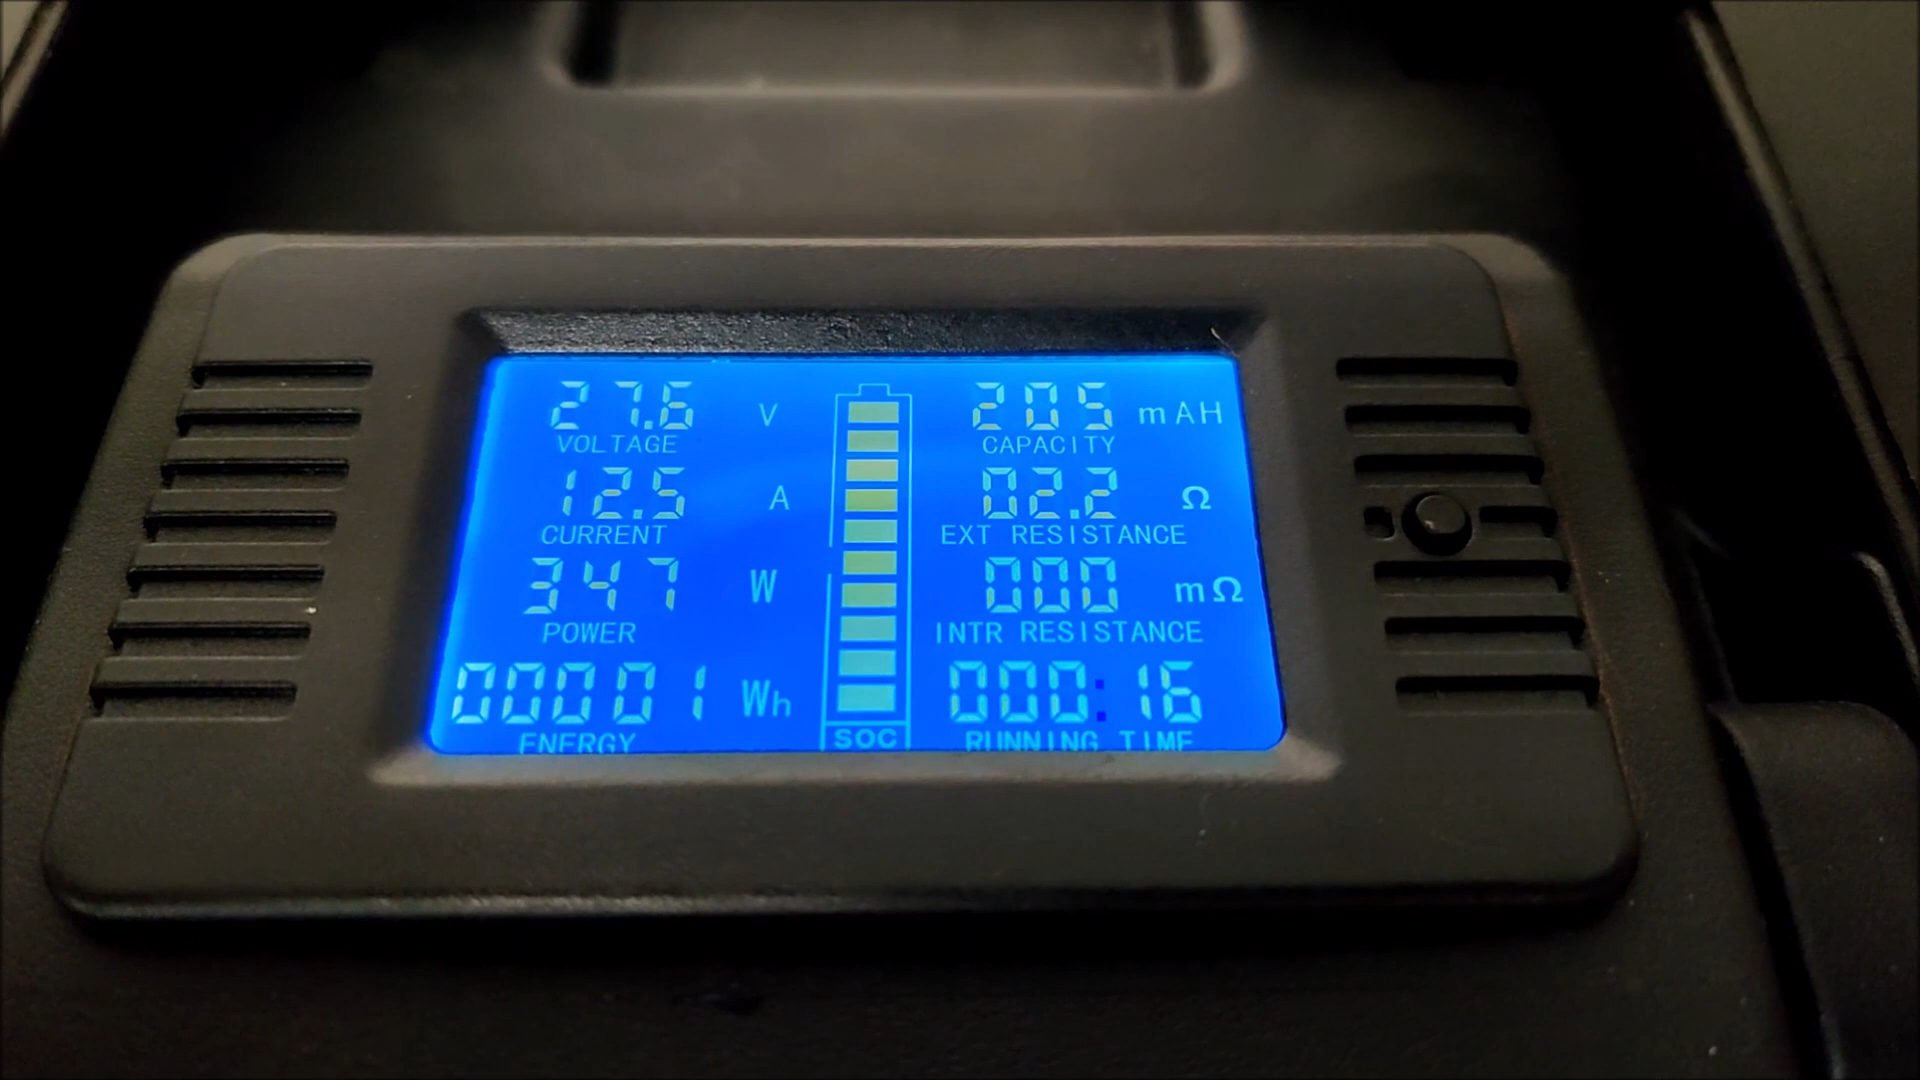 27.6 V
VOLTAGE
12.5 A
CURRENT
347 W
POWER
00001 Wh
ENERGY
SOC
205 mAH
CAPACITY
02.2 Ω
EXT RESISTANCE
000 mΩ
INTR RESISTANCE
000:16
RUNNING TIME